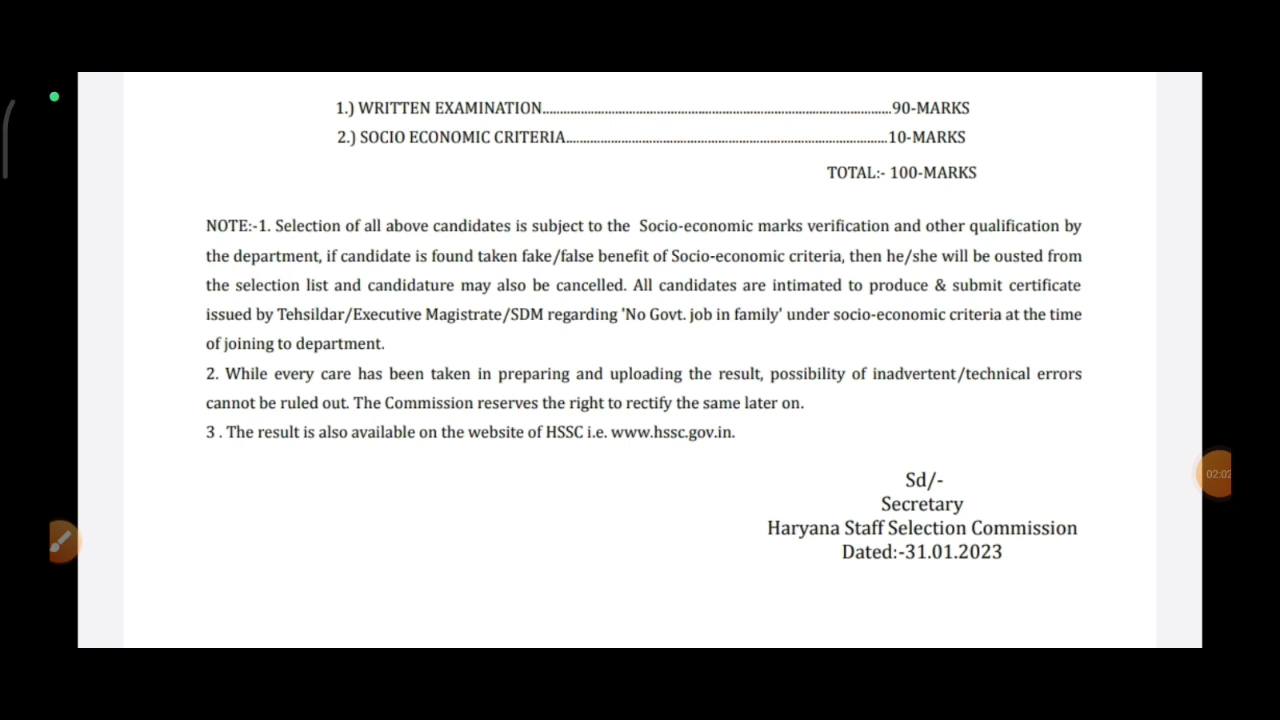 1.) WRITTEN EXAMINATION....................................................................................................90-MARKS
2.) SOCIO ECONOMIC CRITERIA............................................................................................10-MARKS
TOTAL:- 100-MARKS
NOTE:-1. Selection of all above candidates is subject to the Socio-economic marks verification and other qualification by
the department, if candidate is found taken fake/false benefit of Socio-economic criteria, then he/she will be ousted from
the selection list and candidature may also be cancelled. All candidates are intimated to produce & submit certificate
issued by Tehsildar/Executive Magistrate/SDM regarding 'No Govt. job in family' under socio-economic criteria at the time
of joining to department.
2. While every care has been taken in preparing and uploading the result, possibility of inadvertent/technical errors
cannot be ruled out. The Commission reserves the right to rectify the same later on.
3 . The result is also available on the website of HSSC i.e. www.hssc.gov.in.
02:02
Sd/-
Secretary
Haryana Staff Selection Commission
Dated:-31.01.2023